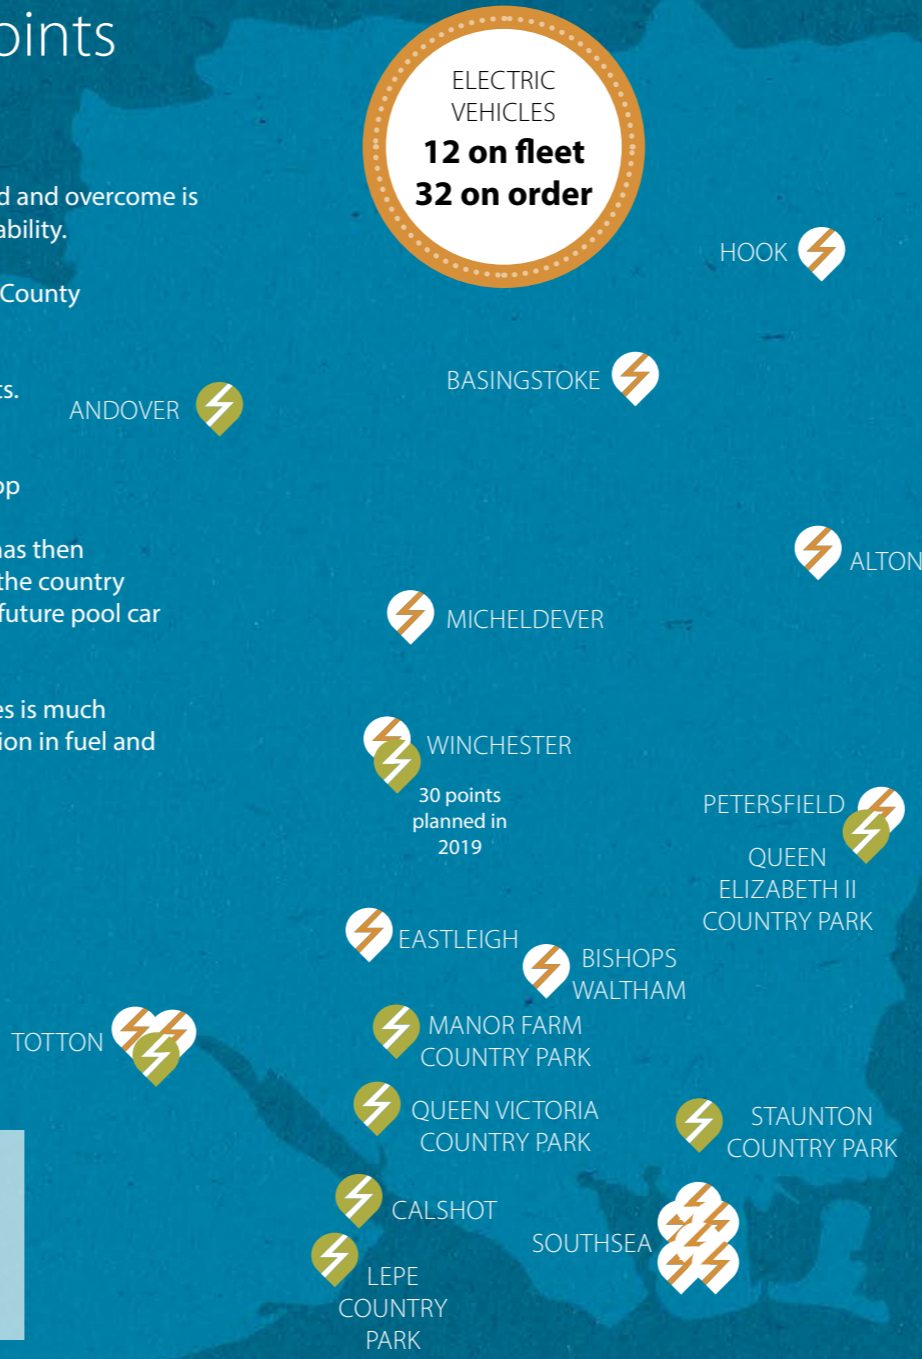 oints
d and overcome is
ability.
County
ts.
op
has then
the country
future pool car
es is much
ion in fuel and
ELECTRIC
VEHICLES
12 on fleet
32 on order
HOOK
BASINGSTOKE
ANDOVER
ALTON
MICHELDEVER
WINCHESTER
30 points
planned in
2019
PETERSFIELD
QUEEN
ELIZABETH II
COUNTRY PARK
EASTLEIGH
BISHOPS
WALTHAM
MANOR FARM
COUNTRY PARK
TOTTON
QUEEN VICTORIA
COUNTRY PARK
STAUNTON
COUNTRY PARK
CALSHOT
SOUTHSEA
LEPE
COUNTRY
PARK